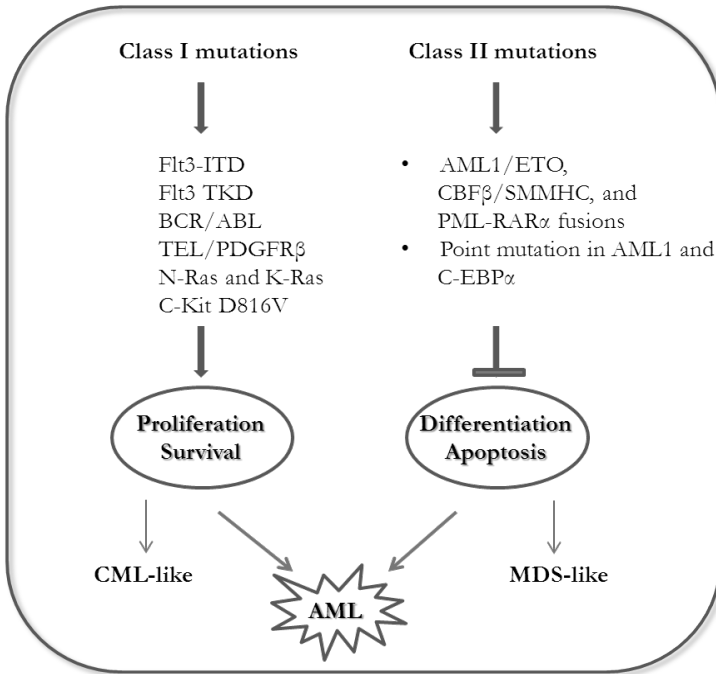 Class I mutations
Class II mutations
Flt3-ITD
Flt3 TKD
BCR/ABL
TEL/PDGFRβ
N-Ras and K-Ras
C-Kit D816V
• AML1/ETO,
CBFβ/SMMHC, and
PML-RARα fusions
• Point mutation in AML1 and
C-EBPα
Proliferation
Survival
Differentiation
Apoptosis
CML-like
MDS-like
AML